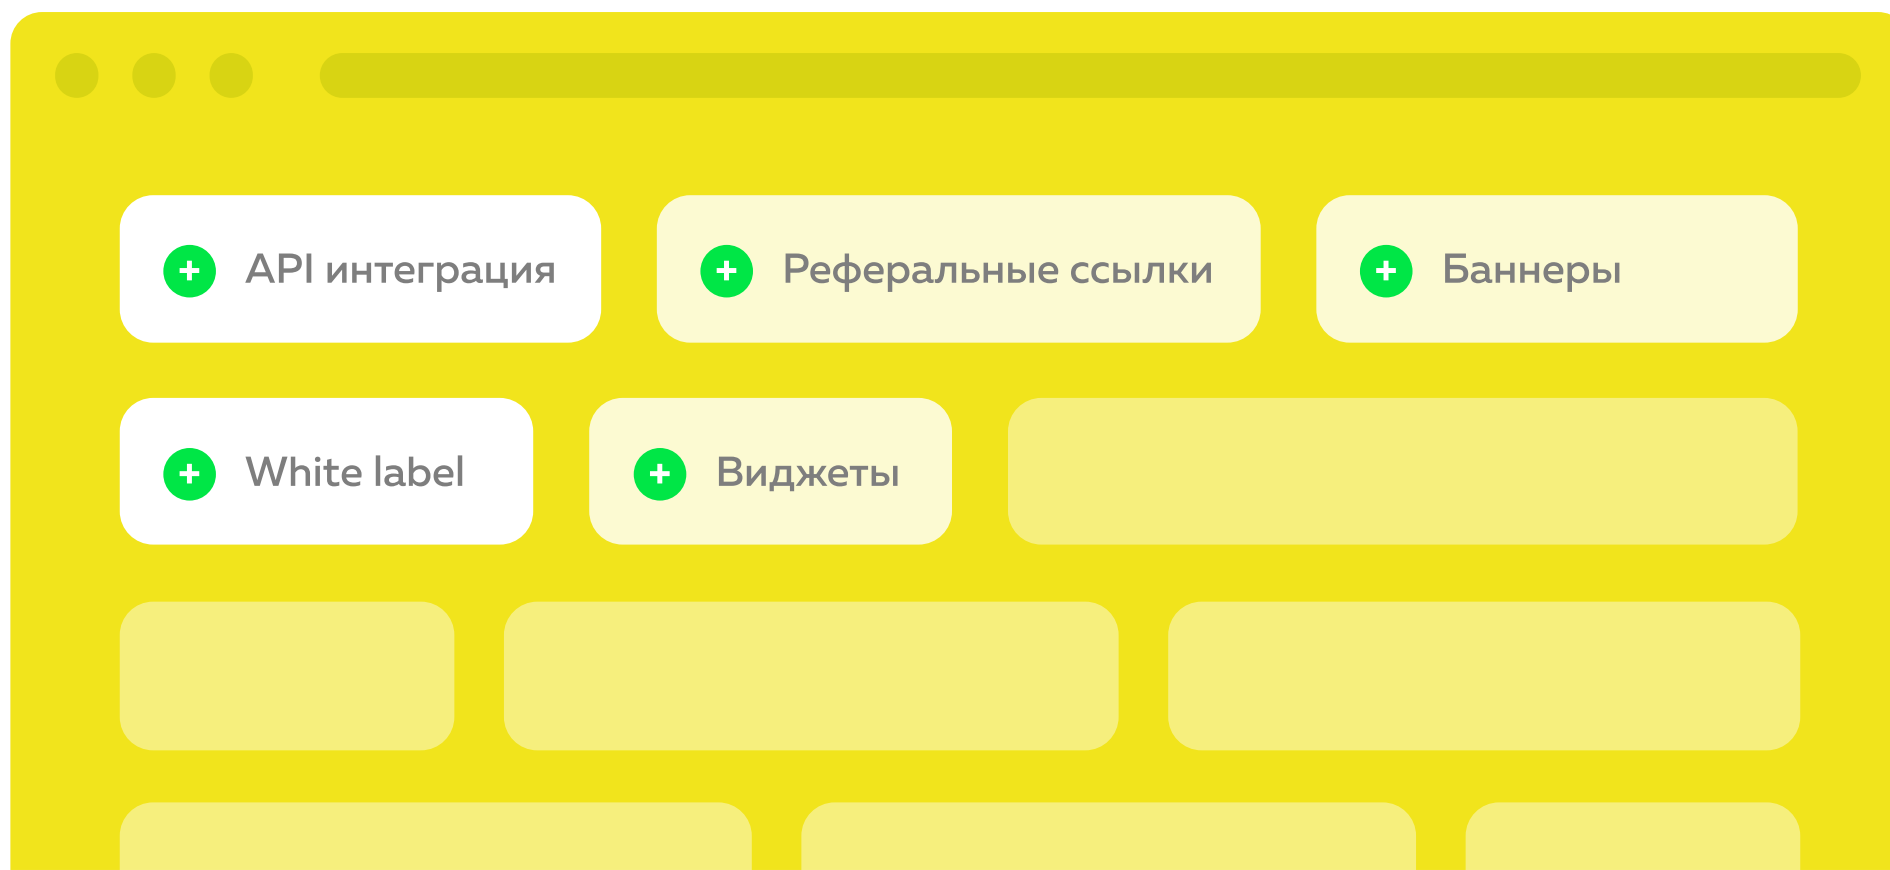 API интеграция
Реферальные ссылки
Баннеры
White label
Виджеты